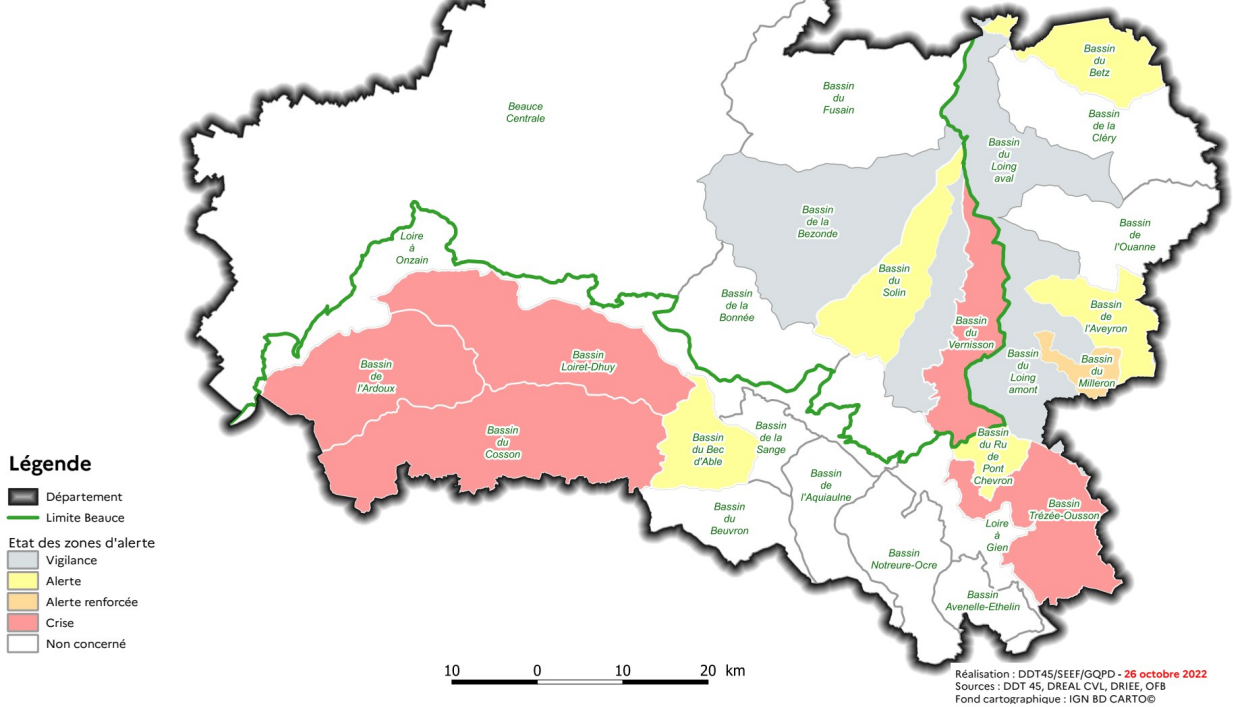 Bassin
du
Betz
Bassin
du
Fusain
Beauce
Centrale
Bassin
de la
Cléry
Bassin
du
Loing
aval
Bassin
de la
Bezonde
Bassin
de
l'Ouanne
Loire
à
Onzain
Bassin
du
Solin
Bassin
de la
Bonnée
Bassin
de
l'Aveyron
Bassin
du
Vernisson
Bassin
Loiret-Dhuy
Bassin
de
l'Ardoux
Bassin
du
Loing
amont
Bassin
du
Milleron
Bassin
du
Cosson
Bassin
du Bec
d'Able
Bassin
de la
Sange
Bassin
du Ru
de
Pont
Chevron
Bassin
de
l'Aquiaulne
Bassin
du
Beuvron
Bassin
Trézée-Ousson
Loire
à
Gien
Bassin
Notreure-Ocre
Bassin
Avenelle-Ethelin
Légende
Département
Limite Beauce
Etat des zones d'alerte
Vigilance
Alerte
Alerte renforcée
Crise
Non concerné
10 0 10 20 km
Réalisation : DDT45/SEEF/GQPD - 26 octobre 2022
Sources : DDT 45, DREAL CVL, DRIEE, OFB
Fond cartographique : IGN BD CARTO©